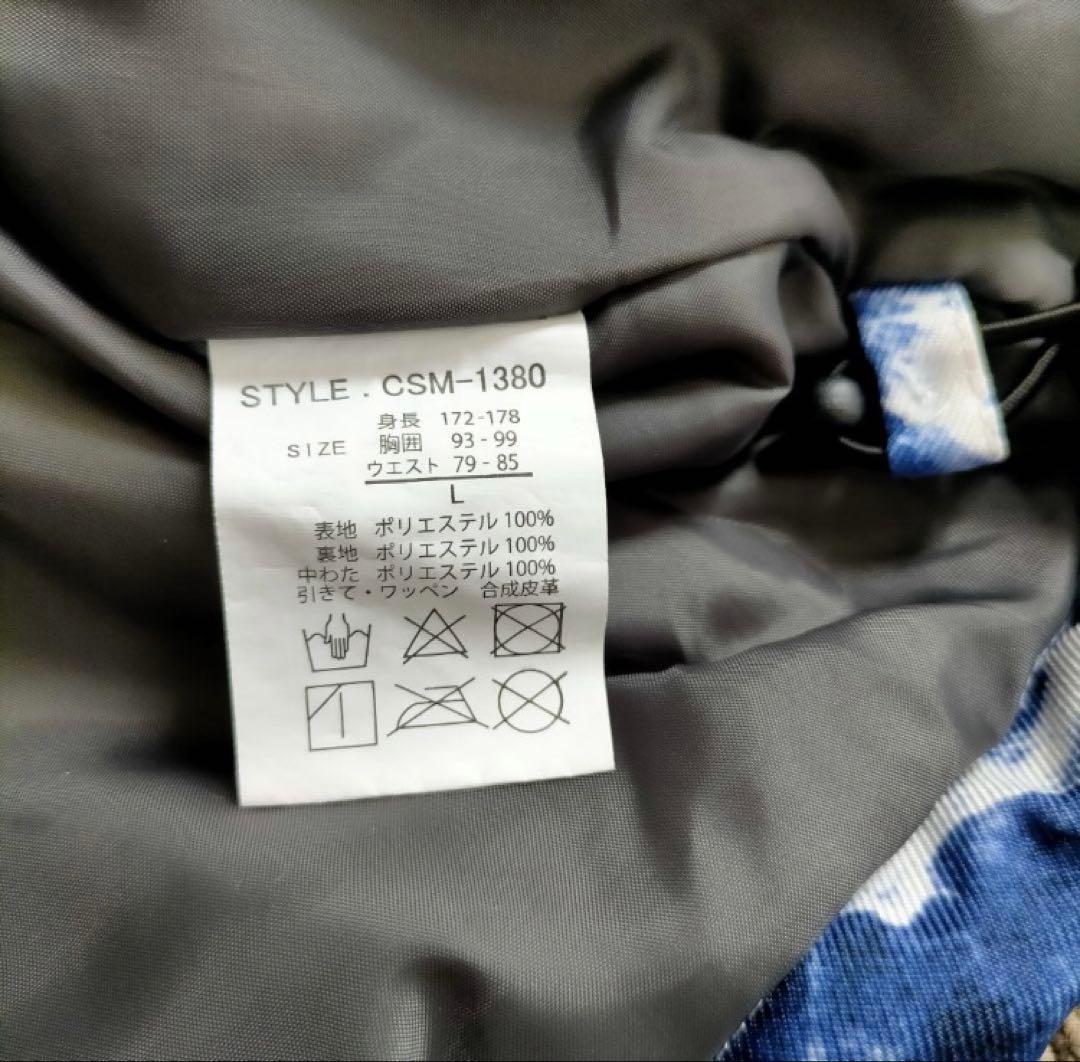 STYLE . CSM-1380
身長 172-178
SIZE 胸囲 93-99
ウエスト 79-85
L
表地 ポリエステル 100%
裏地 ポリエステル 100%
中わた ポリエステル 100%
引きて・ワッペン 合成皮革